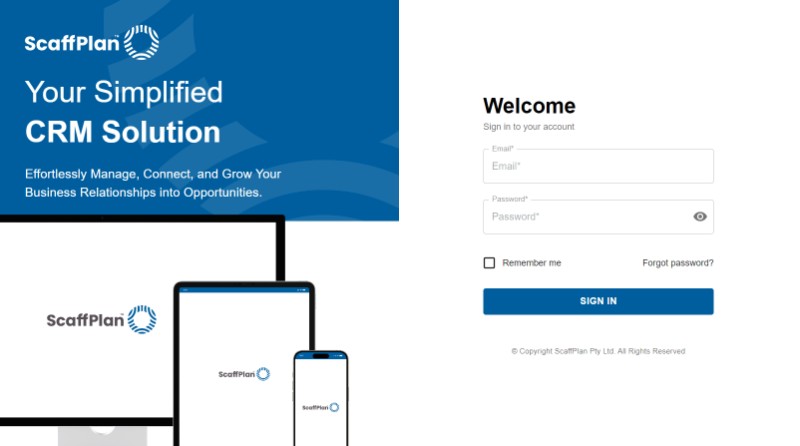 ScaffPlan™
Your Simplified
CRM Solution
Effortlessly Manage, Connect, and Grow Your
Business Relationships into Opportunities.
ScaffPlan™
ScaffPlan
ScaffPlan
Welcome
Sign in to your account
Email*
Email*
Password*
Password*
Remember me
Forgot password?
SIGN IN
© Copyright ScaffPlan Pty Ltd. All Rights Reserved